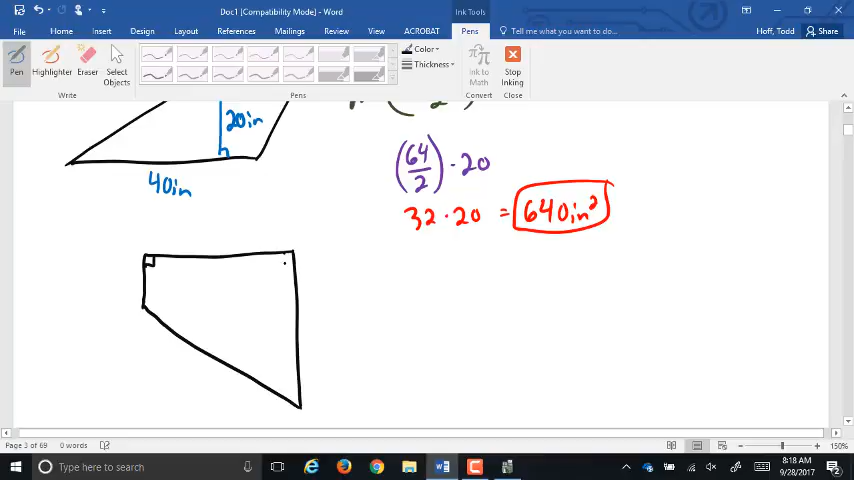 Doc1 [Compatibility Mode] - Word
Ink Tools
Hoff, Todd
File
Home
Insert
Design
Layout
References
Mailings
Review
View
ACROBAT
Pens
Tell me what you want to do...
Share
Pen
Highlighter
Eraser
Select Objects
Color
Thickness
Ink to Math
Stop Inking
Write
Pens
Convert
Close
20in
40in
2
(64/2) · 20
32 · 20 = 640in²
Page 3 of 69
0 words
150%
Type here to search
8:18 AM
9/28/2017
2